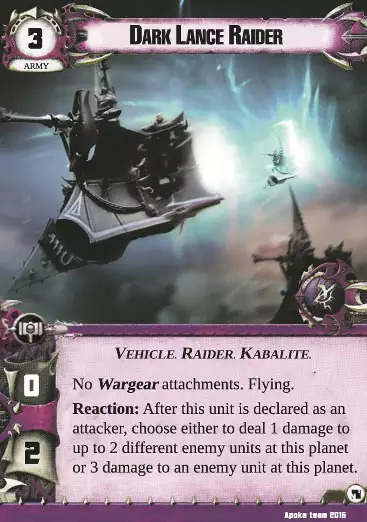 3
DARK LANCE RAIDER
ARMY
VEHICLE. RAIDER. KABALITE.
0
No Wargear attachments. Flying.
Reaction: After this unit is declared as an
attacker, choose either to deal 1 damage to
2
up to 2 different enemy units at this planet
or 3 damage to an enemy unit at this planet.
Apoka team 2016